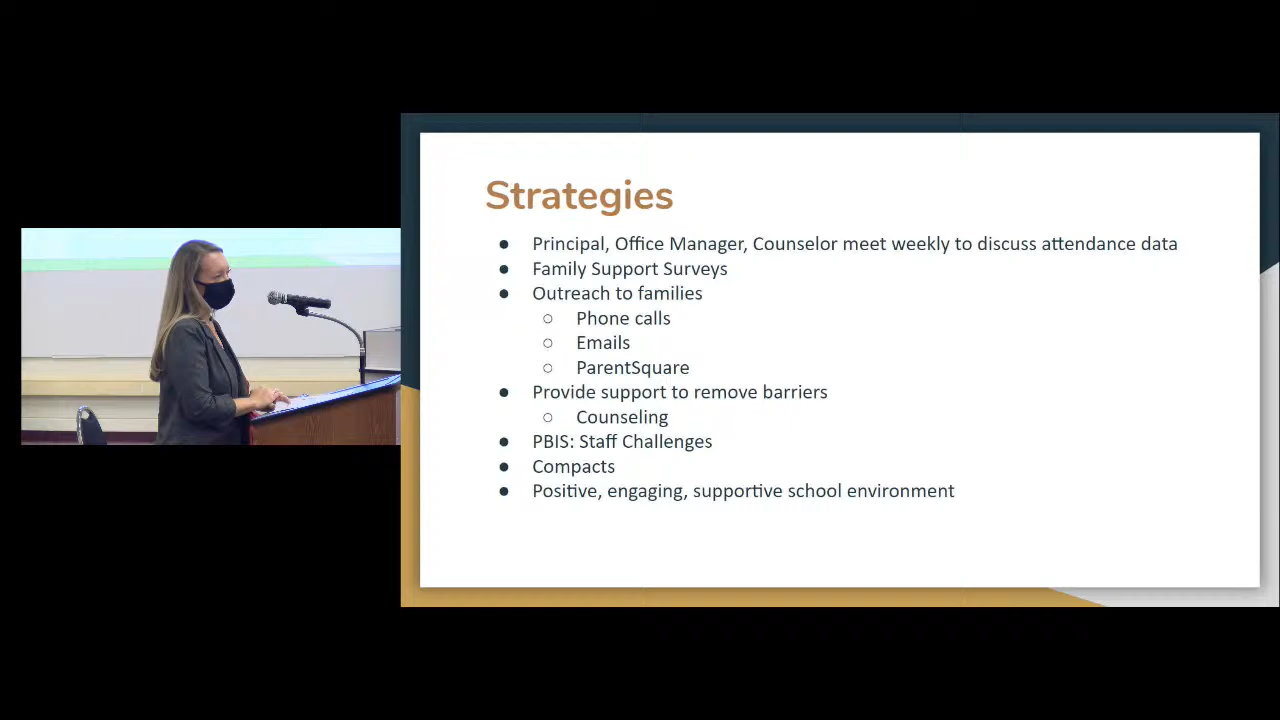 Strategies
● Principal, Office Manager, Counselor meet weekly to discuss attendance data
● Family Support Surveys
● Outreach to families
○ Phone calls
○ Emails
○ ParentSquare
● Provide support to remove barriers
○ Counseling
● PBIS: Staff Challenges
● Compacts
● Positive, engaging, supportive school environment